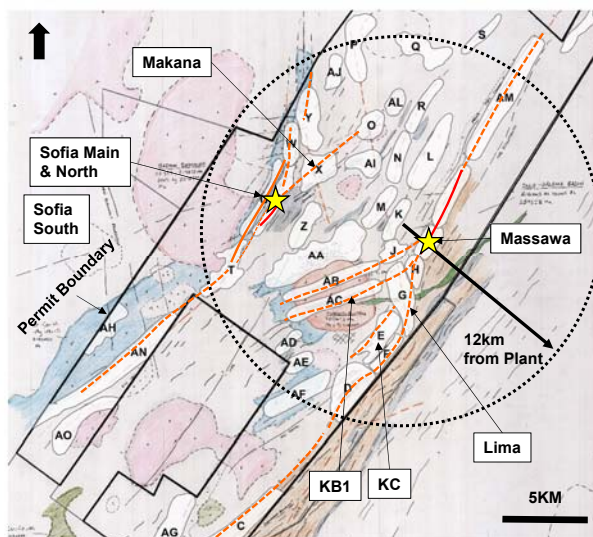 P
Q
S
Makana
AJ
AM
Y
AL
R
O
V
Sofia Main
& North
X
AI
N
L
Sofia
South
M
K
Z
Massawa
J
AA
T
H
AB
AC
G
Permit Boundary
AH
E
12km
from Plant
AN
AD
F
AE
D
AF
Lima
AO
KB1
KC
5KM
C
AG